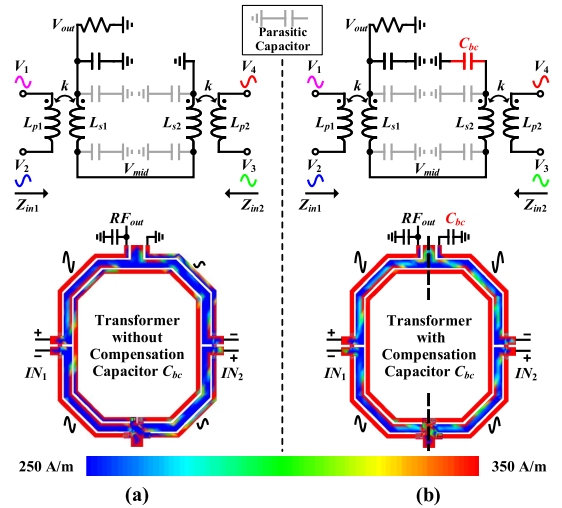 Parasitic
Capacitor
V_out
V_1
k
k
V_4
L_p1
L_s1
L_s2
L_p2
V_2
V_mid
V_3
Z_in1
Z_in2
V_out
C_bc
V_1
k
k
V_4
L_p1
L_s1
L_s2
L_p2
V_2
V_mid
V_3
Z_in1
Z_in2
RF_out
Transformer
without
Compensation
Capacitor C_bc
+
−
IN_1
−
+
IN_2
RF_out
C_bc
Transformer
with
Compensation
Capacitor C_bc
+
−
IN_1
−
+
IN_2
250 A/m
350 A/m
(a)
(b)